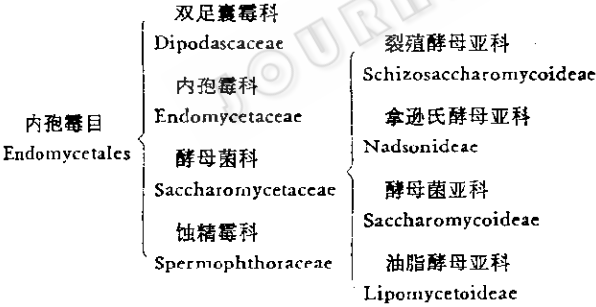 内孢霉目
Endomycetales
双足囊霉科
Dipodascaceae
内孢霉科
Endomycetaceae
酵母菌科
Saccharomycetaceae
蚀精霉科
Spermophthoraceae
裂殖酵母亚科
Schizosaccharomycoideae
拿逊氏酵母亚科
Nadsonideae
酵母菌亚科
Saccharomycoideae
油脂酵母亚科
Lipomycetoideae
JOURN